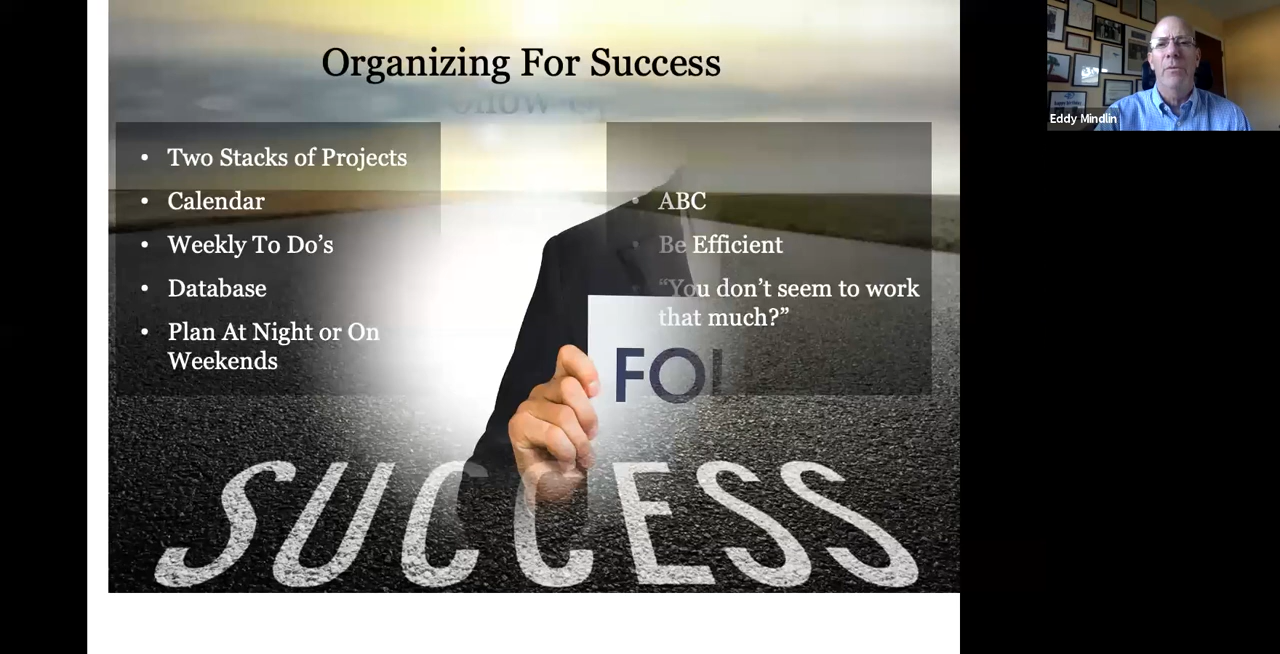 Organizing For Success
• Two Stacks of Projects
• Calendar
• Weekly To Do’s
• Database
• Plan At Night or On
Weekends
• ABC
• Be Efficient
“You don’t seem to work
that much?”
FO
SUCCESS
Eddy Mindlin